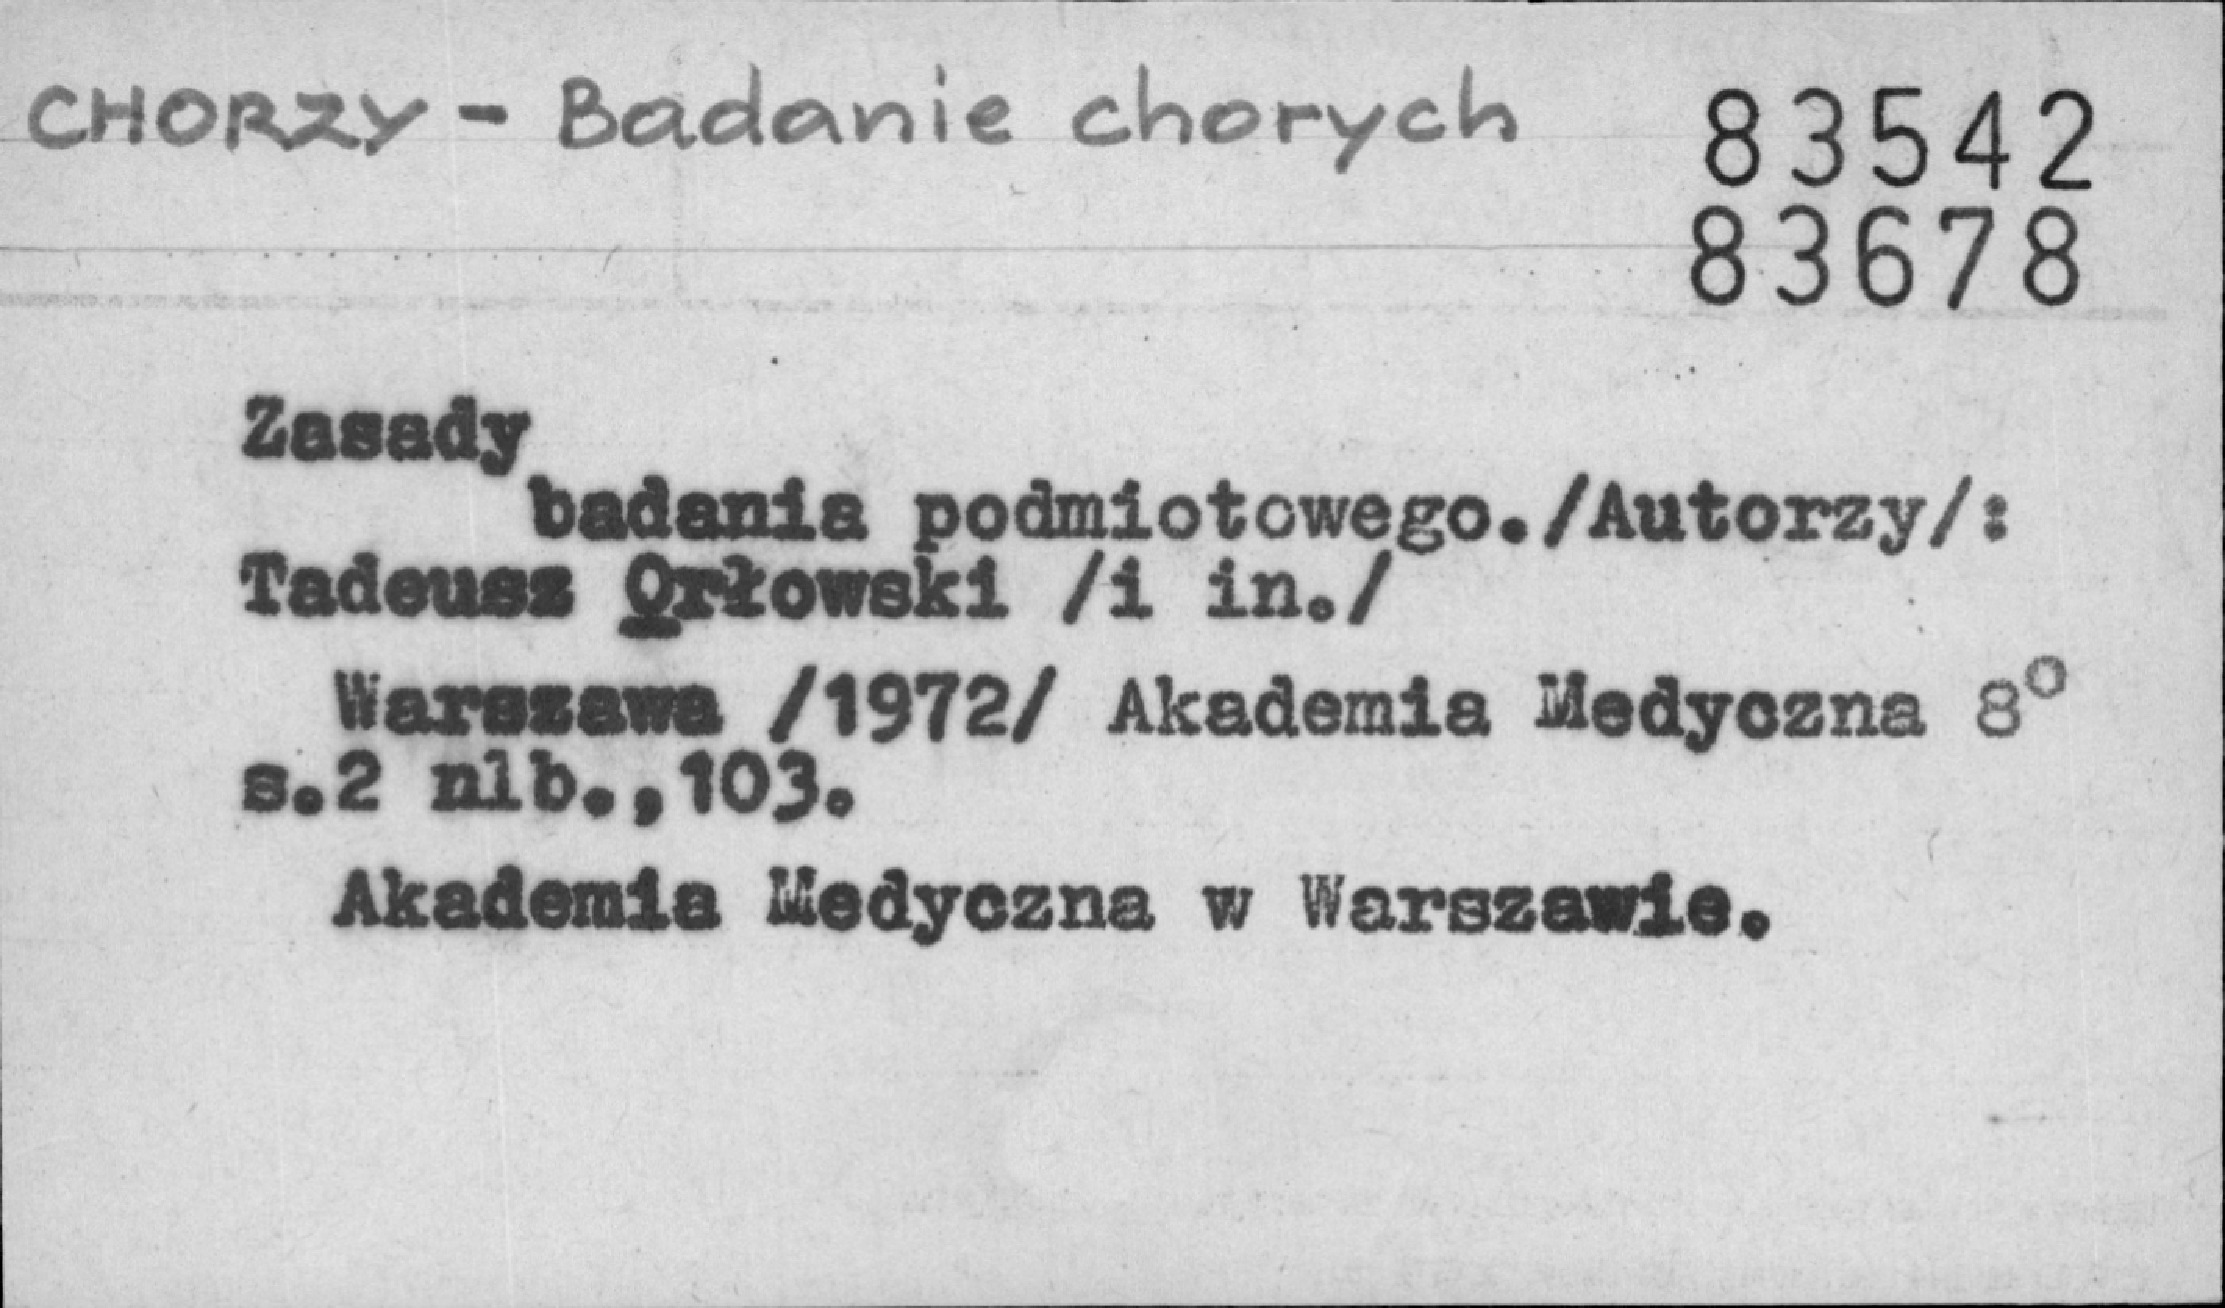 CHORZY - Badanie chorych
83542
83678
Zasady
badania podmiotowego./Autorzy/:
Tadeusz Orłowski /i in./
Warszawa /1972/ Akademia Medyczna 8°
s.2 nlb.,103.
Akademia Medyczna w Warszawie.